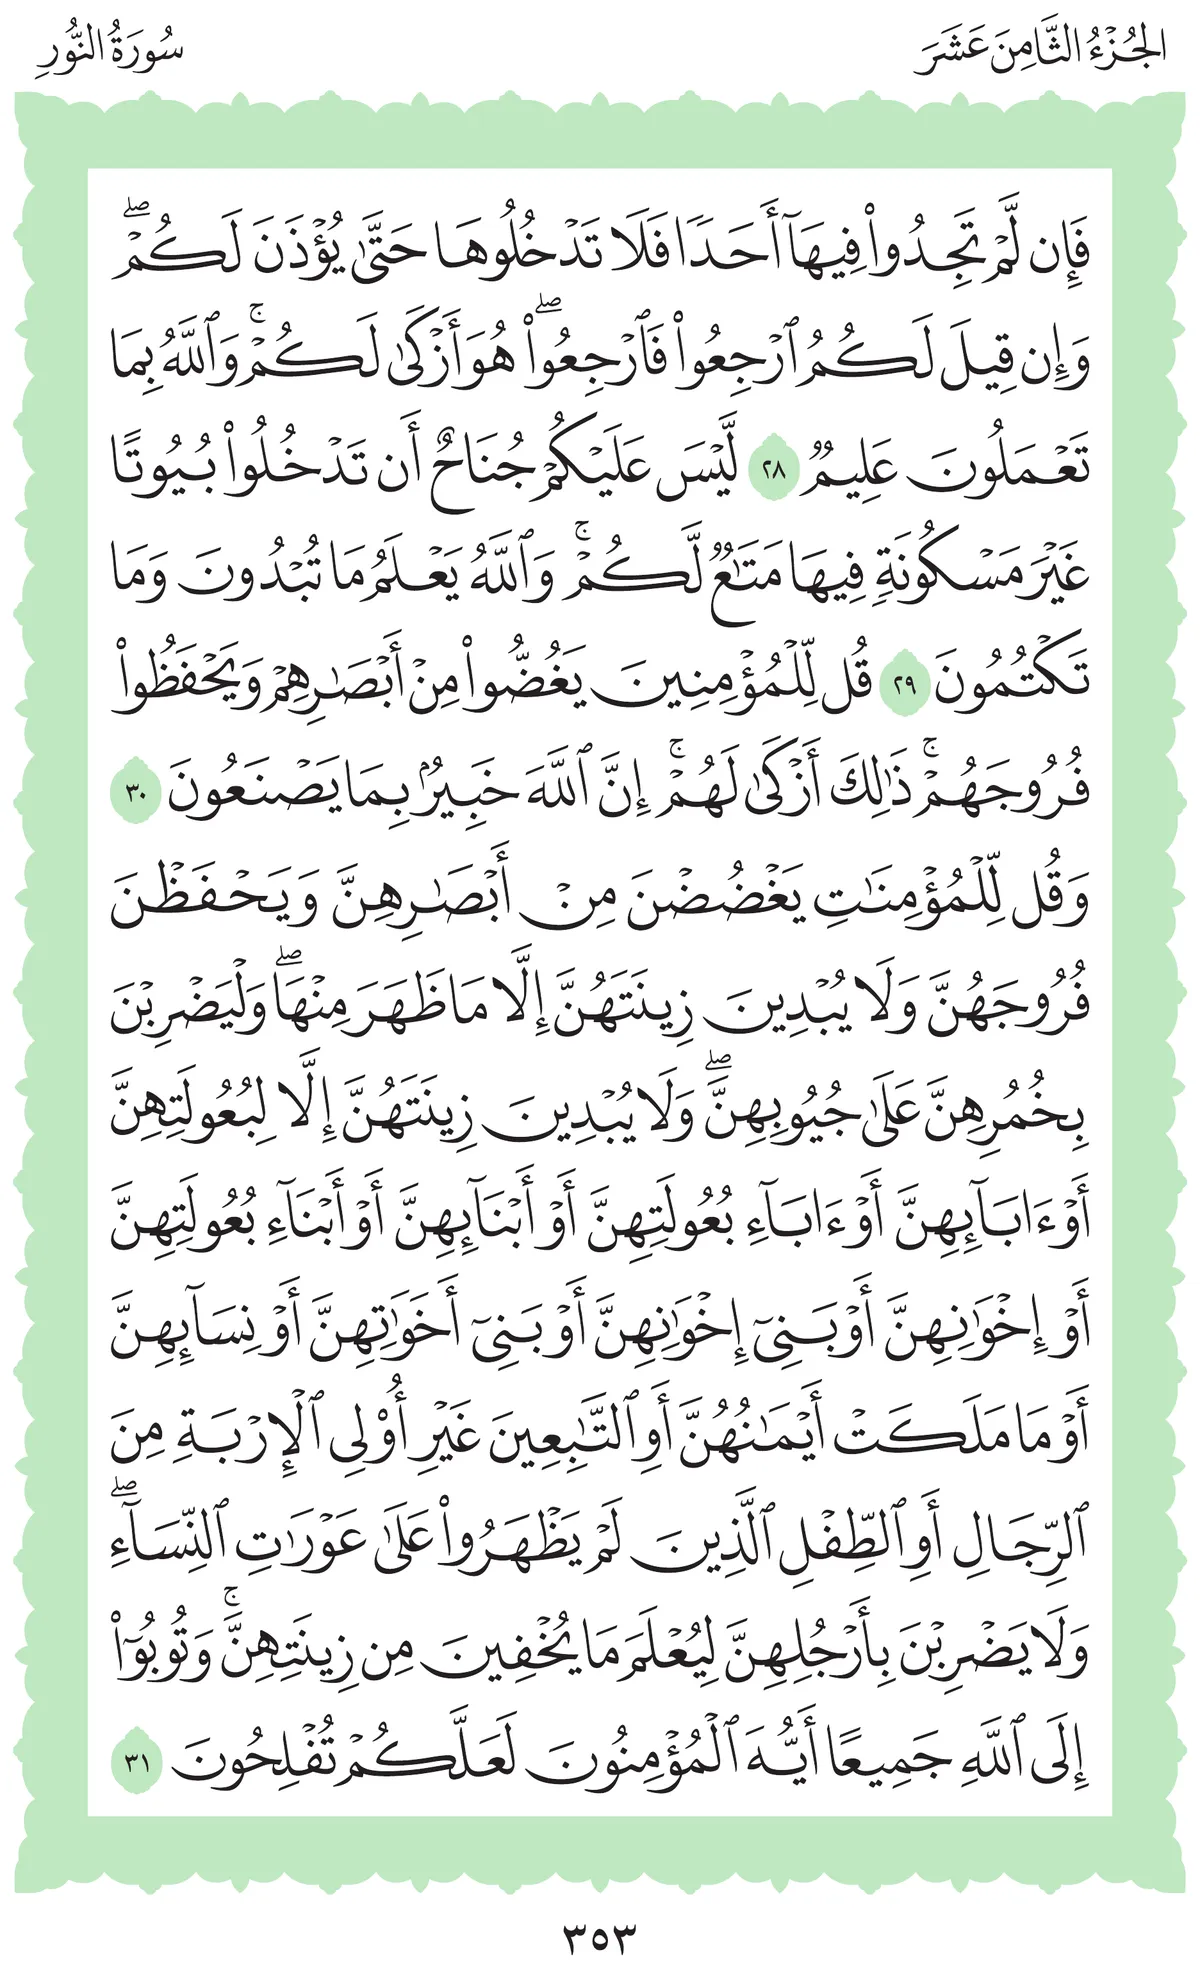 الجُزْءُ الثَّامِنَ عَشَرَ
سُورَةُ النُّورِ
فَإِن لَّمْ تَجِدُوا۟ فِيهَآ أَحَدًا فَلَا تَدْخُلُوهَا حَتَّىٰ يُؤْذَنَ لَكُمْ ۖ
وَإِن قِيلَ لَكُمُ ٱرْجِعُوا۟ فَٱرْجِعُوا۟ ۖ هُوَ أَزْكَىٰ لَكُمْ ۚ وَٱللَّهُ بِمَا
تَعْمَلُونَ عَلِيمٌ ٢٨ لَّيْسَ عَلَيْكُمْ جُنَاحٌ أَن تَدْخُلُوا۟ بُيُوتًا
غَيْرَ مَسْكُونَةٍ فِيهَا مَتَـٰعٌ لَّكُمْ ۚ وَٱللَّهُ يَعْلَمُ مَا تُبْدُونَ وَمَا
تَكْتُمُونَ ٢٩ قُل لِّلْمُؤْمِنِينَ يَغُضُّوا۟ مِنْ أَبْصَـٰرِهِمْ وَيَحْفَظُوا۟
فُرُوجَهُمْ ۚ ذَٰلِكَ أَزْكَىٰ لَهُمْ ۚ إِنَّ ٱللَّهَ خَبِيرٌۢ بِمَا يَصْنَعُونَ ٣٠
وَقُل لِّلْمُؤْمِنَـٰتِ يَغْضُضْنَ مِنْ أَبْصَـٰرِهِنَّ وَيَحْفَظْنَ
فُرُوجَهُنَّ وَلَا يُبْدِينَ زِينَتَهُنَّ إِلَّا مَا ظَهَرَ مِنْهَا ۖ وَلْيَضْرِبْنَ
بِخُمُرِهِنَّ عَلَىٰ جُيُوبِهِنَّ ۖ وَلَا يُبْدِينَ زِينَتَهُنَّ إِلَّا لِبُعُولَتِهِنَّ
أَوْ ءَابَآئِهِنَّ أَوْ ءَابَآءِ بُعُولَتِهِنَّ أَوْ أَبْنَآئِهِنَّ أَوْ أَبْنَآءِ بُعُولَتِهِنَّ
أَوْ إِخْوَٰنِهِنَّ أَوْ بَنِىٓ إِخْوَٰنِهِنَّ أَوْ بَنِىٓ أَخَوَٰتِهِنَّ أَوْ نِسَآئِهِنَّ
أَوْ مَا مَلَكَتْ أَيْمَـٰنُهُنَّ أَوِ ٱلتَّـٰبِعِينَ غَيْرِ أُو۟لِى ٱلْإِرْبَةِ مِنَ
ٱلرِّجَالِ أَوِ ٱلطِّفْلِ ٱلَّذِينَ لَمْ يَظْهَرُوا۟ عَلَىٰ عَوْرَٰتِ ٱلنِّسَآءِ ۖ
وَلَا يَضْرِبْنَ بِأَرْجُلِهِنَّ لِيُعْلَمَ مَا يُخْفِينَ مِن زِينَتِهِنَّ ۚ وَتُوبُوٓا۟
إِلَى ٱللَّهِ جَمِيعًا أَيُّهَ ٱلْمُؤْمِنُونَ لَعَلَّكُمْ تُفْلِحُونَ ٣١
٣٥٣